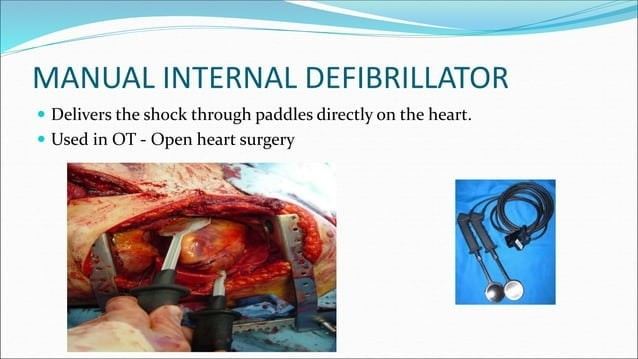 MANUAL INTERNAL DEFIBRILLATOR
Delivers the shock through paddles directly on the heart.
Used in OT - Open heart surgery